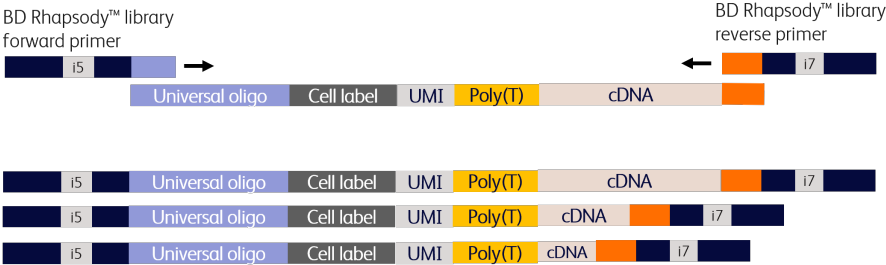 BD Rhapsody™ library
forward primer
BD Rhapsody™ library
reverse primer
i5
i7
Universal oligo Cell label UMI Poly(T) cDNA
i5 Universal oligo Cell label UMI Poly(T) cDNA i7
i5 Universal oligo Cell label UMI Poly(T) cDNA i7
i5 Universal oligo Cell label UMI Poly(T) cDNA i7